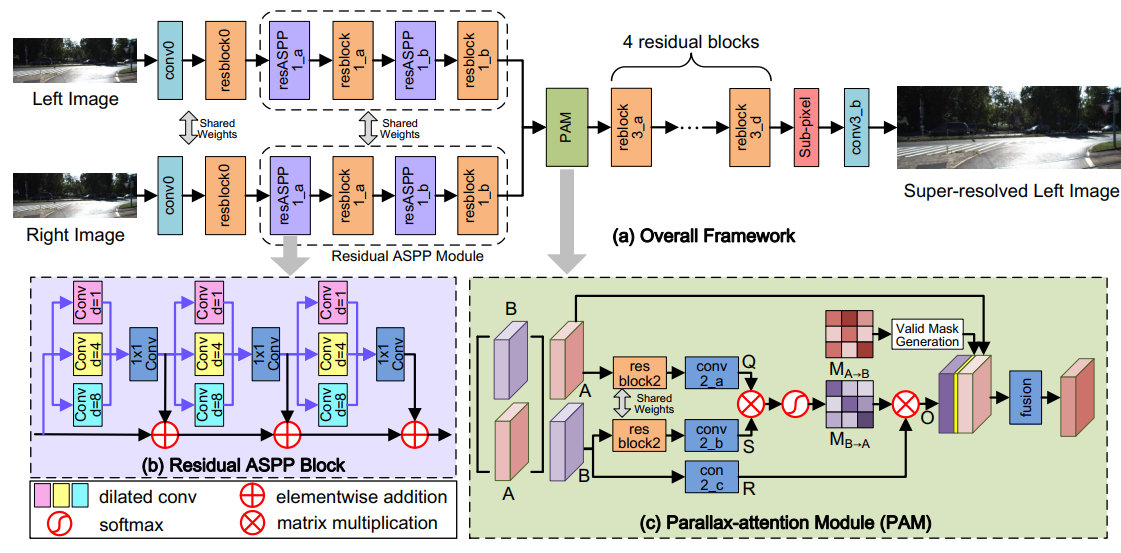 Left Image
conv0
resblock0
resASPP
1_a
resblock
1_a
resASPP
1_b
resblock
1_b
Shared
Weights
Shared
Weights
Right Image
conv0
resblock0
resASPP
1_a
resblock
1_a
resASPP
1_b
resblock
1_b
Residual ASPP Module
PAM
4 residual blocks
reblock
3_a
reblock
3_d
Sub-pixel
conv3_b
Super-resolved Left Image
(a) Overall Framework
Conv
d=1
Conv
d=4
Conv
d=8
1x1
Conv
Conv
d=1
Conv
d=4
Conv
d=8
1x1
Conv
Conv
d=1
Conv
d=4
Conv
d=8
1x1
Conv
(b) Residual ASPP Block
dilated conv
elementwise addition
softmax
matrix multiplication
B
A
A
B
res
block2
conv
2_a
Q
Shared
Weights
res
block2
conv
2_b
S
con
2_c
R
M A→B
Valid Mask
Generation
M B→A
O
fusion
(c) Parallax-attention Module (PAM)